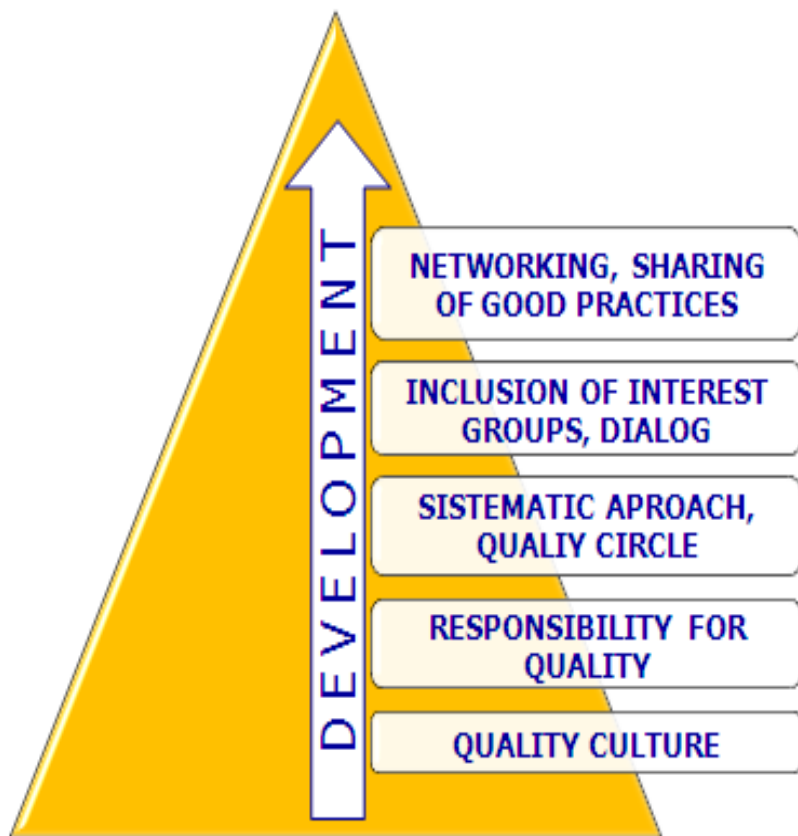 DEVELOPMENT
NETWORKING, SHARING
OF GOOD PRACTICES
INCLUSION OF INTEREST
GROUPS, DIALOG
SISTEMATIC APROACH,
QUALIY CIRCLE
RESPONSIBILITY FOR
QUALITY
QUALITY CULTURE